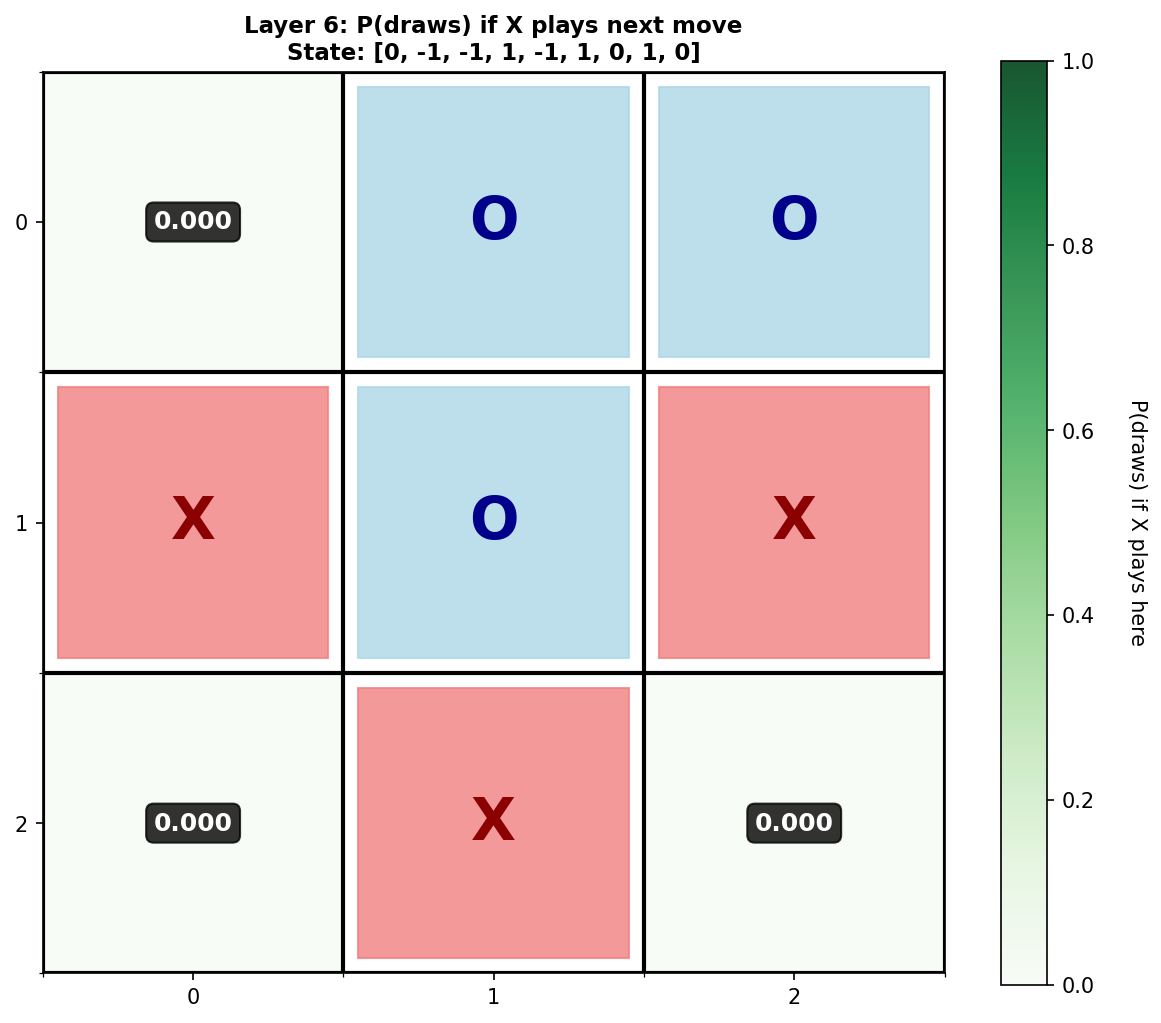 Layer 6: P(draws) if X plays next move
State: [0, -1, -1, 1, -1, 1, 0, 1, 0]
0 0.000 O O
1 X O X
2 0.000 X 0.000
0 1 2
1.0
0.8
0.6
0.4
0.2
0.0
P(draws) if X plays here